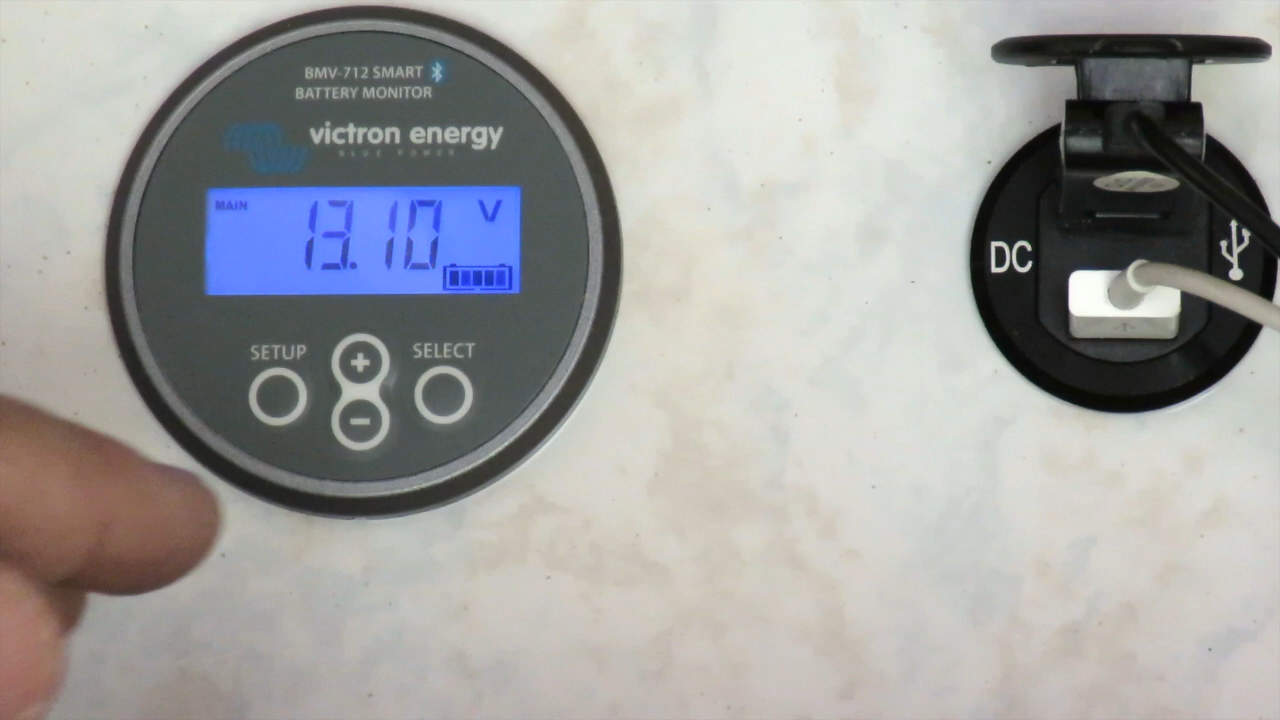 BMV-712 SMART
BATTERY MONITOR
victron energy
BLUE POWER
MAIN 13.10 V
SETUP
SELECT
+
−
DC